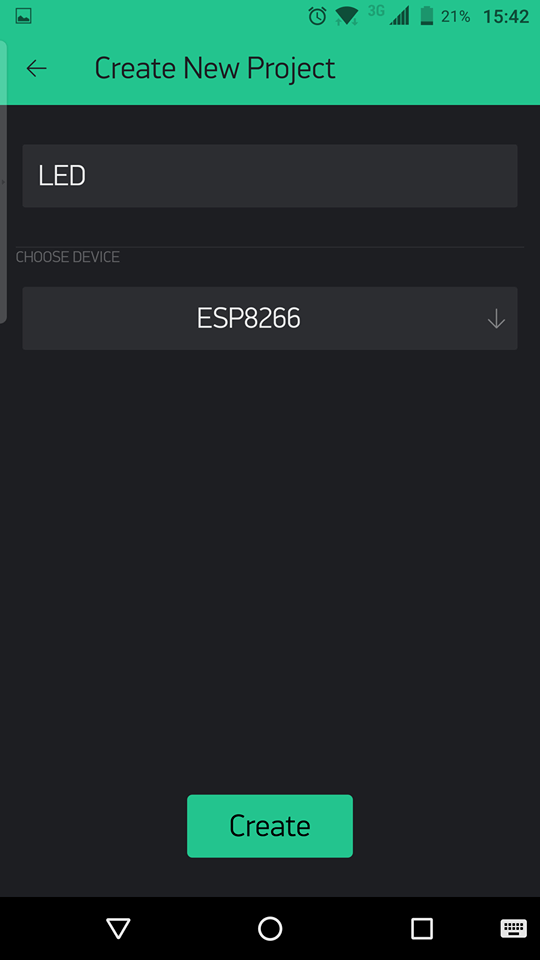 3G 21% 15:42
Create New Project
LED
CHOOSE DEVICE
ESP8266
Create